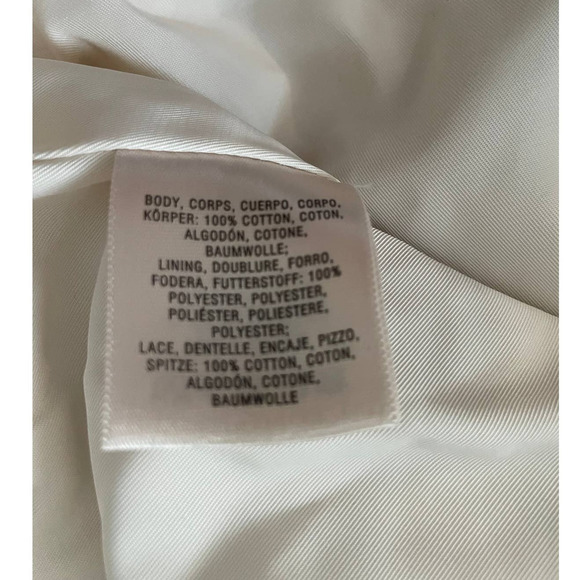 BODY, CORPS, CUERPO, CORPO,
KÖRPER: 100% COTTON, COTON,
ALGODÓN, COTONE,
BAUMWOLLE;
LINING, DOUBLURE, FORRO,
FODERA, FUTTERSTOFF: 100%
POLYESTER, POLYESTER,
POLIÉSTER, POLIESTERE,
POLYESTER;
LACE, DENTELLE, ENCAJE, PIZZO,
SPITZE: 100% COTTON, COTON,
ALGODÓN, COTONE,
BAUMWOLLE